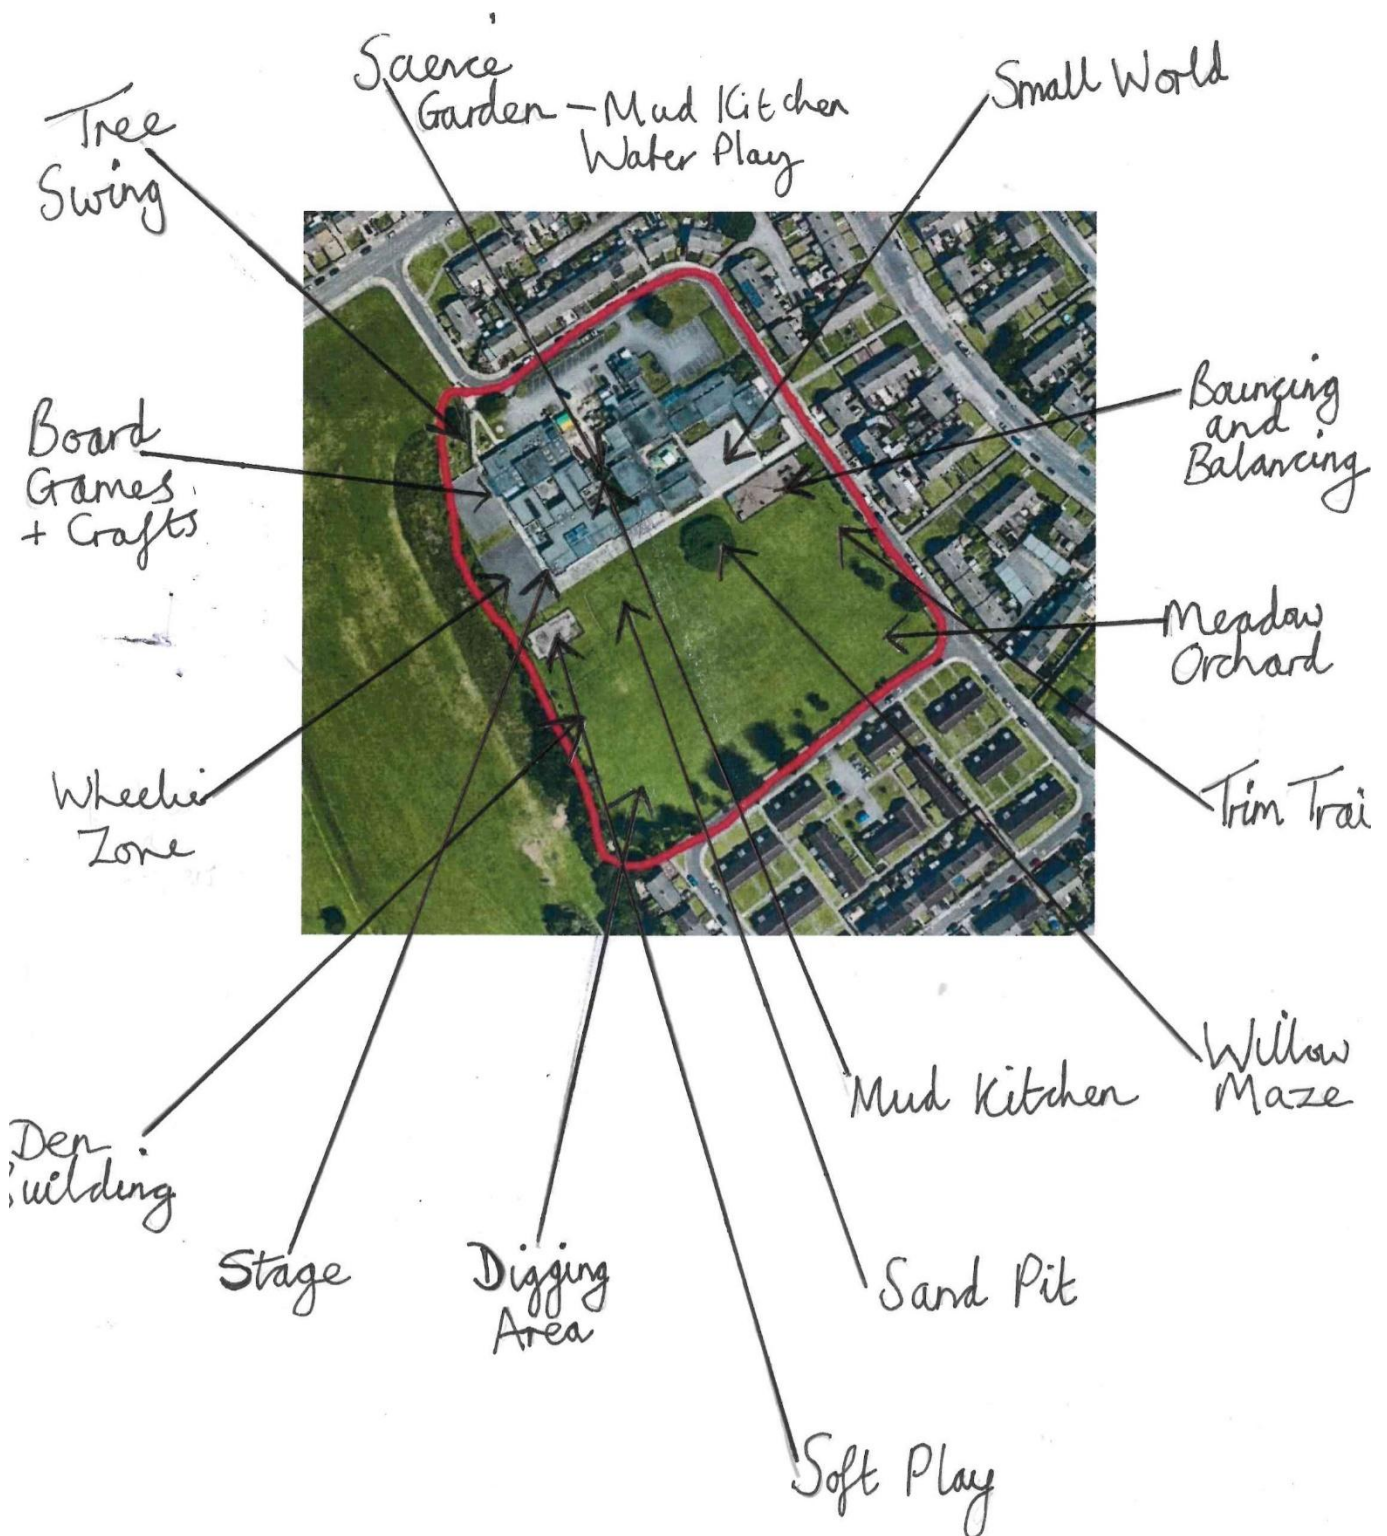 Science
Garden - Mud Kitchen
Water Play
Small World
Tree
Swing
Board
Games
+ Crafts
Bouncing
and
Balancing
Meadow
Orchard
Wheelie
Zone
Trim Trai
Willow
Maze
Mud Kitchen
Den
uilding
Stage
Digging
Area
Sand Pit
Soft Play